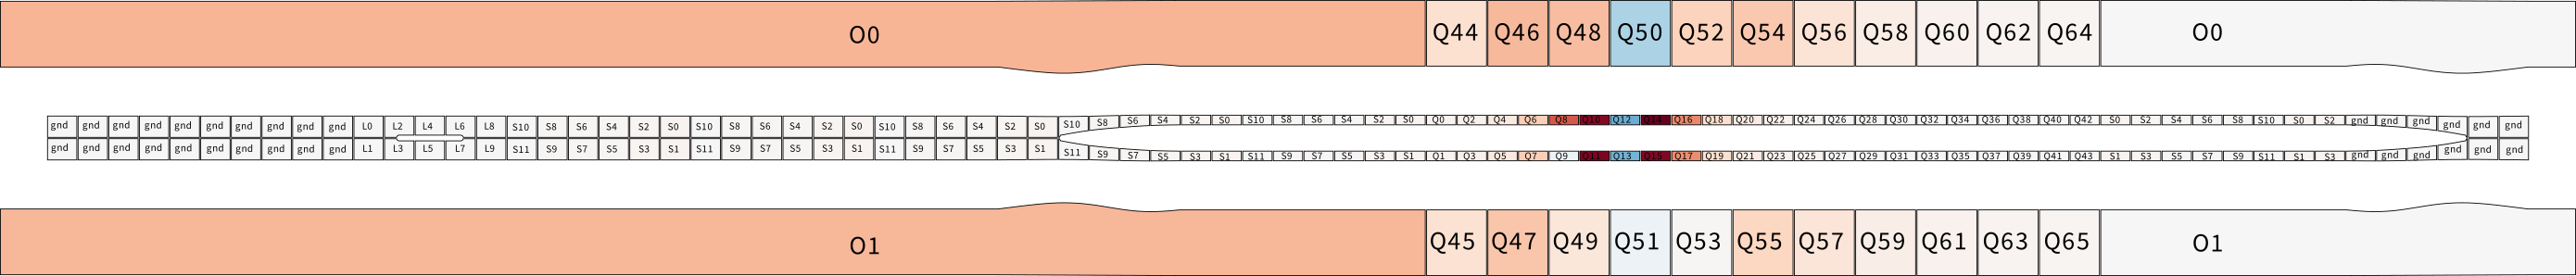 O0 Q44 Q46 Q48 Q50 Q52 Q54 Q56 Q58 Q60 Q62 Q64 O0
gnd gnd gnd gnd gnd gnd gnd gnd gnd gnd L0 L2 L4 L6 L8 S10 S8 S6 S4 S2 S0 S10 S8 S6 S4 S2 S0 S10 S8 S6 S4 S2 S0 S10 S8 S6 S4 S2 S0 S10 S8 S6 S4 S2 S0 Q0 Q2 Q4 Q6 Q8 Q10 Q12 Q14 Q16 Q18 Q20 Q22 Q24 Q26 Q28 Q30 Q32 Q34 Q36 Q38 Q40 Q42 S0 S2 S4 S6 S8 S10 S0 S2 gnd gnd gnd gnd gnd gnd
gnd gnd gnd gnd gnd gnd gnd gnd gnd gnd L1 L3 L5 L7 L9 S11 S9 S7 S5 S3 S1 S11 S9 S7 S5 S3 S1 S11 S9 S7 S5 S3 S1 S11 S9 S7 S5 S3 S1 S11 S9 S7 S5 S3 S1 Q1 Q3 Q5 Q7 Q9 Q11 Q13 Q15 Q17 Q19 Q21 Q23 Q25 Q27 Q29 Q31 Q33 Q35 Q37 Q39 Q41 Q43 S1 S3 S5 S7 S9 S11 S1 S3 gnd gnd gnd gnd gnd gnd
O1 Q45 Q47 Q49 Q51 Q53 Q55 Q57 Q59 Q61 Q63 Q65 O1